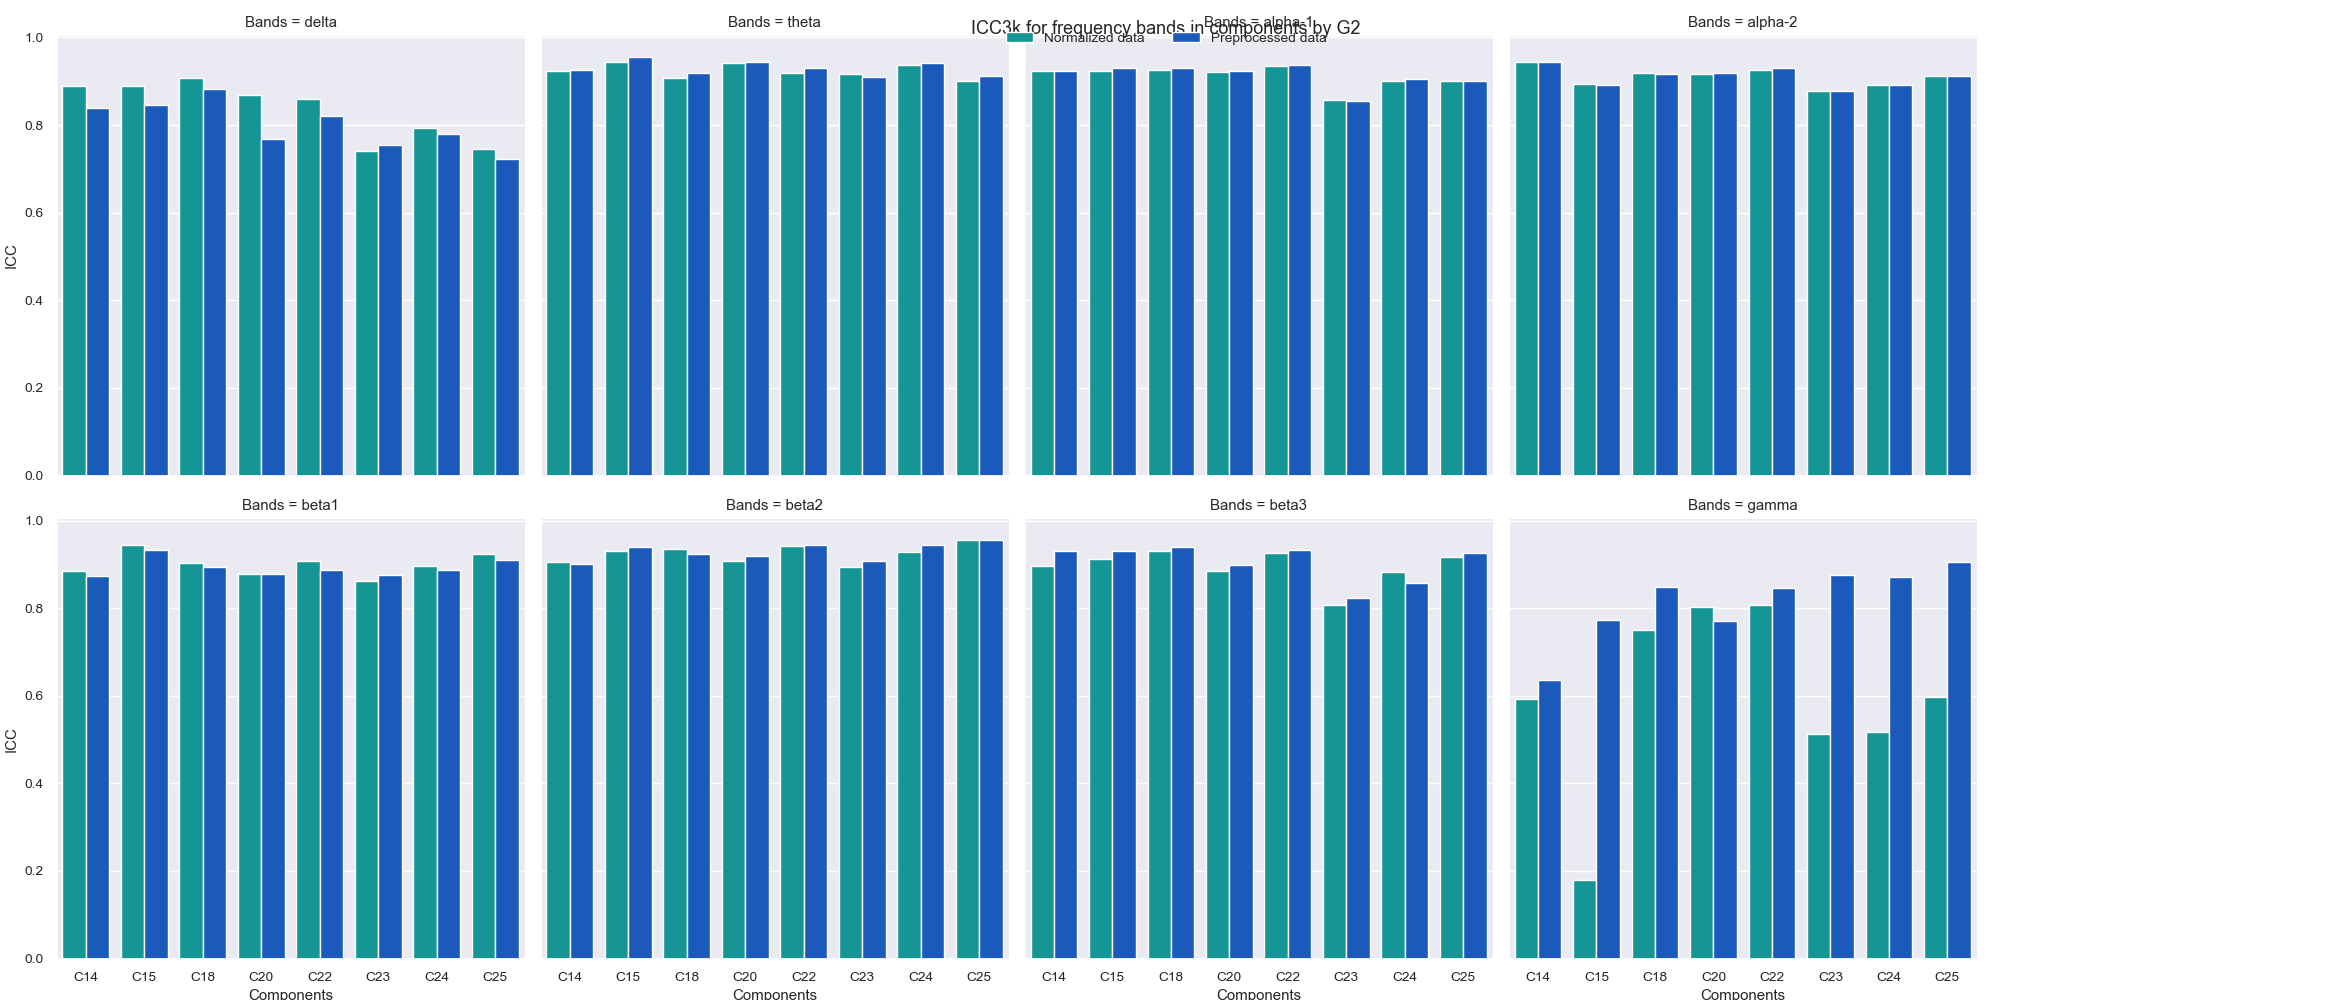 ICC3k for frequency bands in components by G2
Normalized data Preprocessed data
Bands = delta
Bands = theta
Bands = alpha-1
Bands = alpha-2
ICC
1.0
0.8
0.6
0.4
0.2
0.0
Bands = beta1
Bands = beta2
Bands = beta3
Bands = gamma
ICC
1.0
0.8
0.6
0.4
0.2
0.0
C14 C15 C18 C20 C22 C23 C24 C25
Components
C14 C15 C18 C20 C22 C23 C24 C25
Components
C14 C15 C18 C20 C22 C23 C24 C25
Components
C14 C15 C18 C20 C22 C23 C24 C25
Components